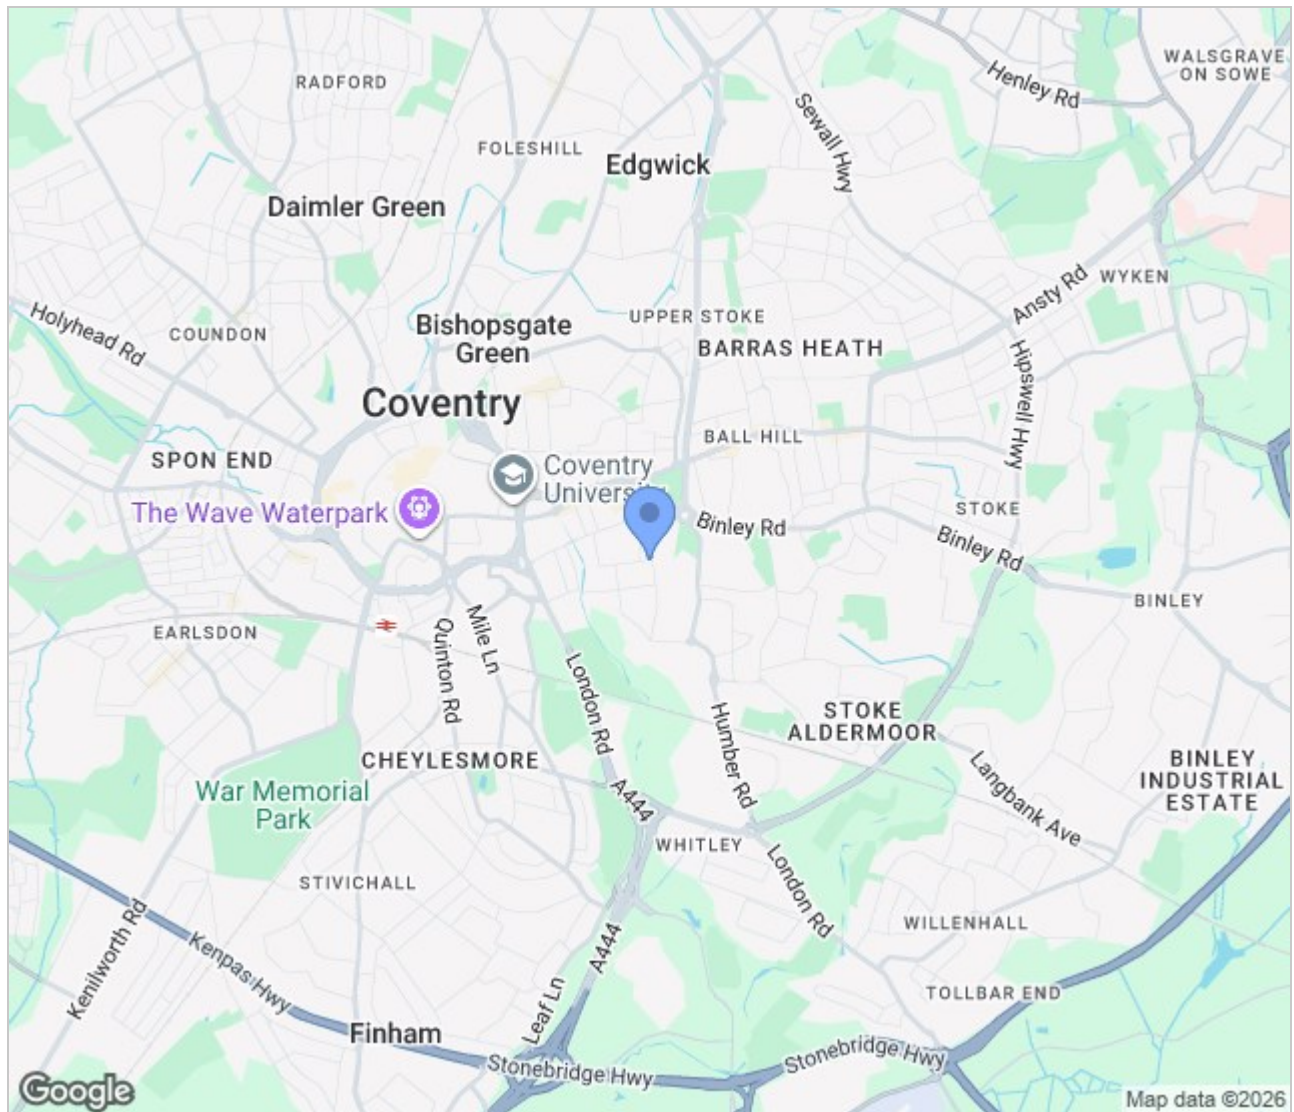 WALSGRAVE
ON SOWE
Henley Rd
RADFORD
Sewall Hwy
FOLESHILL
Edgwick
Daimler Green
Ansty Rd
WYKEN
Holyhead Rd
COUNDON
Bishopsgate
Green
UPPER STOKE
BARRAS HEATH
Hipswell Hwy
Coventry
BALL HILL
SPON END
Coventry
University
The Wave Waterpark
Binley Rd
STOKE
Binley Rd
BINLEY
EARLSDON
Mile Ln
Quinton Rd
London Rd
Humber Rd
STOKE
ALDERMOOR
CHEYLESMORE
Langbank Ave
BINLEY
INDUSTRIAL
ESTATE
War Memorial
Park
A444
WHITLEY
London Rd
STIVICHALL
Kenilworth Rd
WILLENHALL
Kenpas Hwy
A444
Leaf Ln
TOLLBAR END
Finham
Stonebridge Hwy
Stonebridge Hwy
Google
Map data ©2026